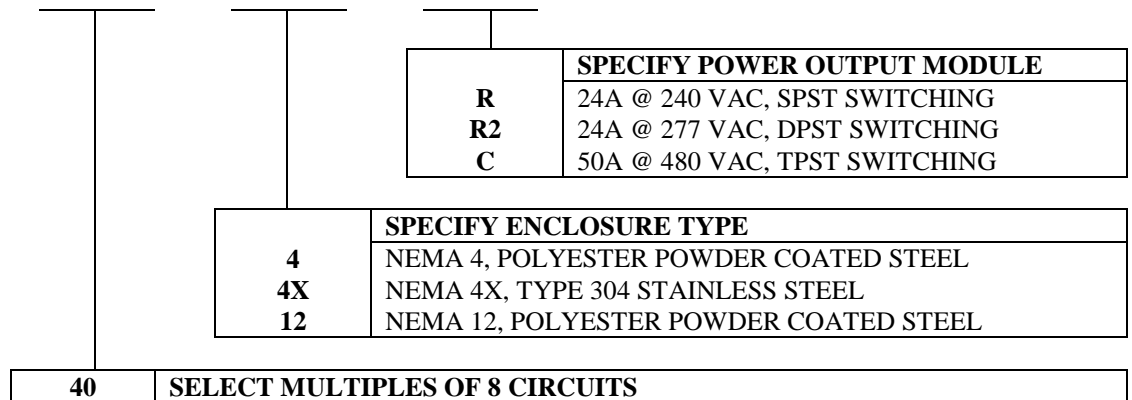 SPECIFY POWER OUTPUT MODULE
R 24A @ 240 VAC, SPST SWITCHING
R2 24A @ 277 VAC, DPST SWITCHING
C 50A @ 480 VAC, TPST SWITCHING
SPECIFY ENCLOSURE TYPE
4 NEMA 4, POLYESTER POWDER COATED STEEL
4X NEMA 4X, TYPE 304 STAINLESS STEEL
12 NEMA 12, POLYESTER POWDER COATED STEEL
40 SELECT MULTIPLES OF 8 CIRCUITS